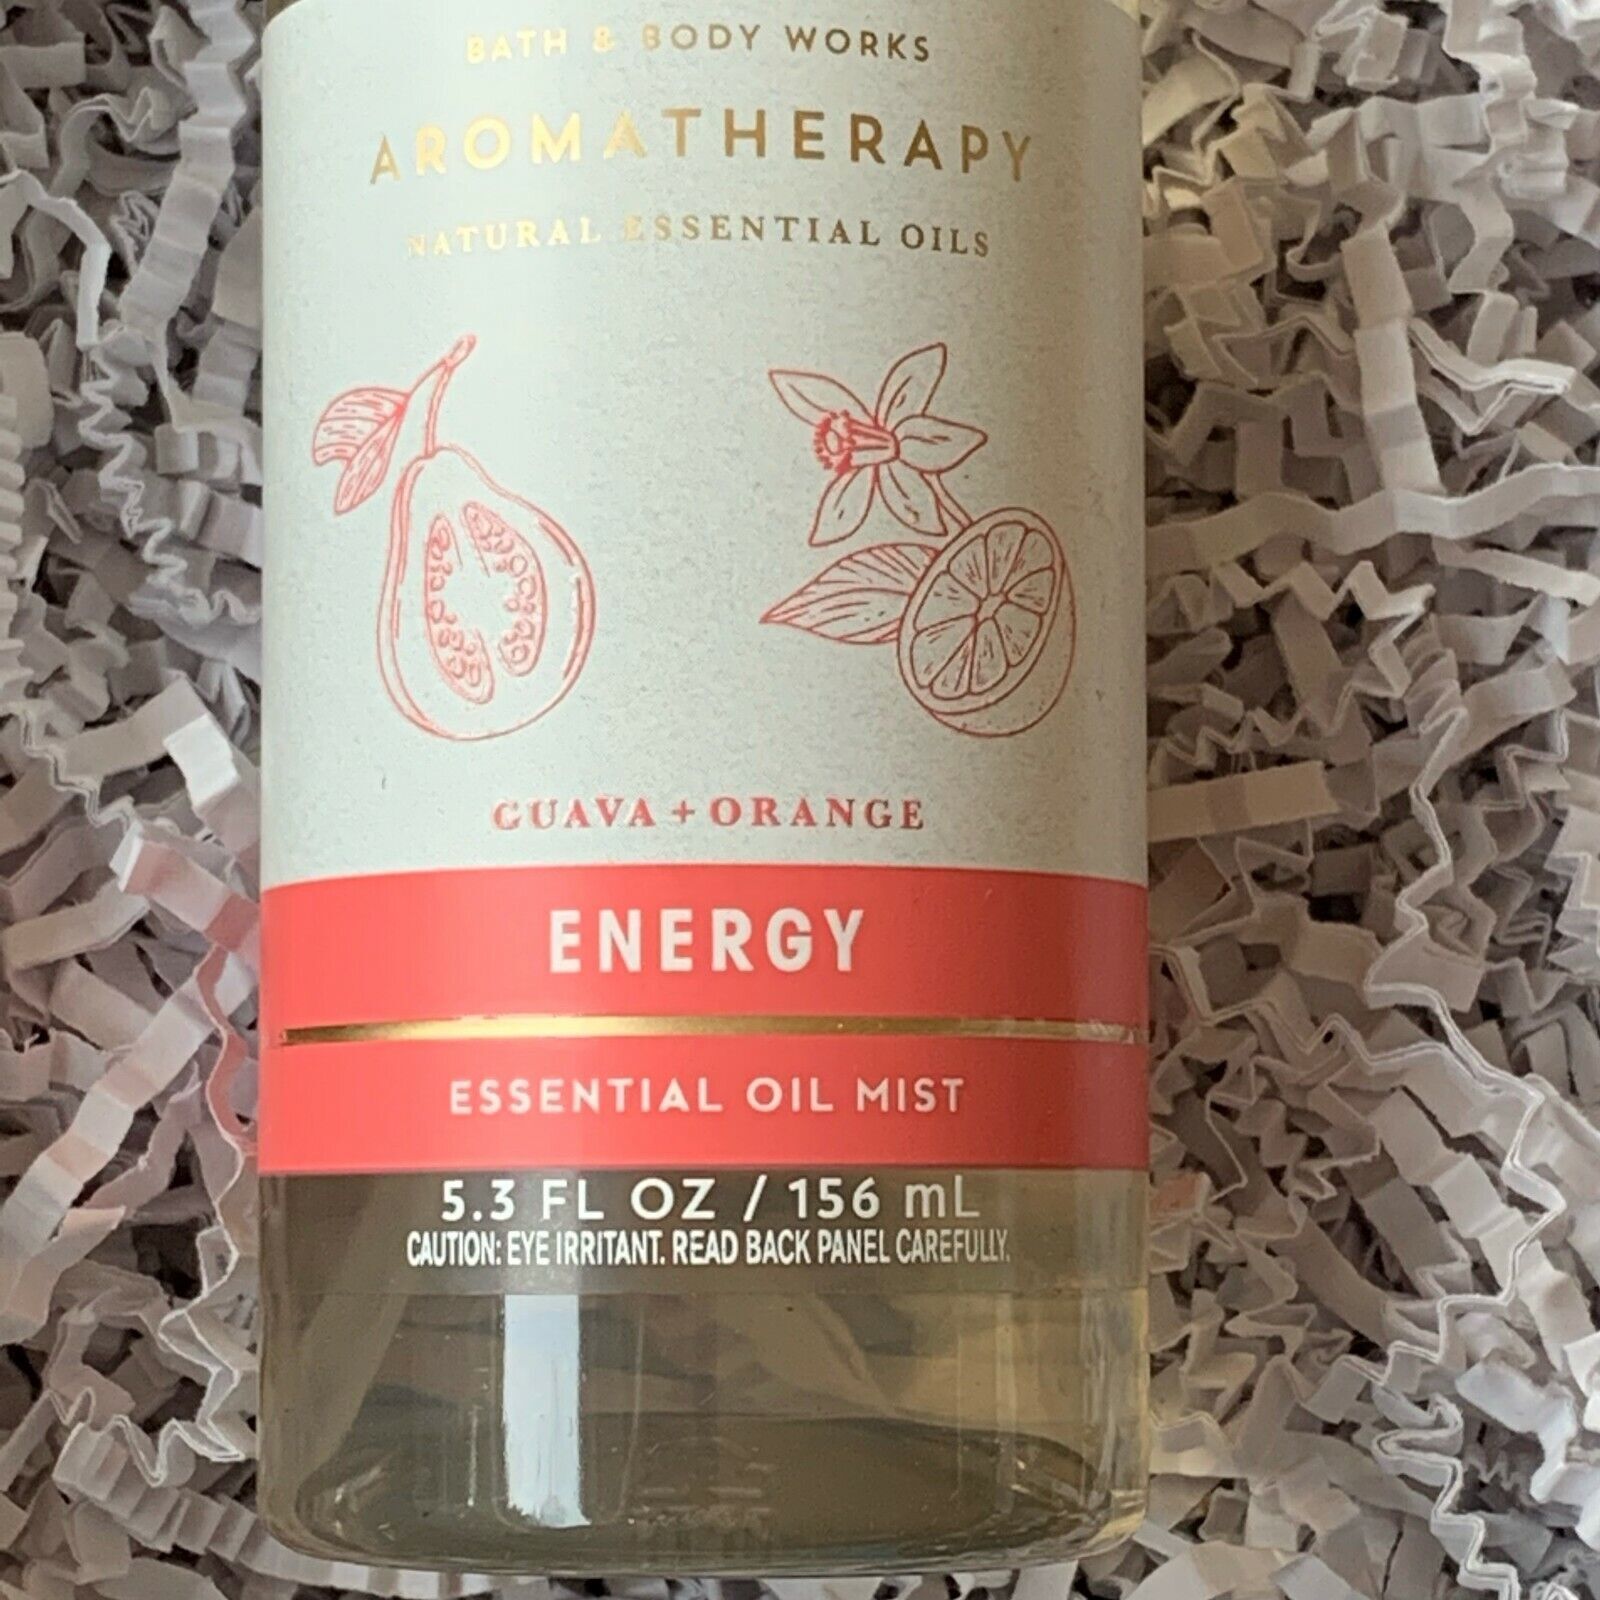 BATH & BODY WORKS
AROMATHERAPY
NATURAL ESSENTIAL OILS
GUAVA + ORANGE
ENERGY
ESSENTIAL OIL MIST
5.3 FL OZ / 156 mL
CAUTION: EYE IRRITANT. READ BACK PANEL CAREFULLY.